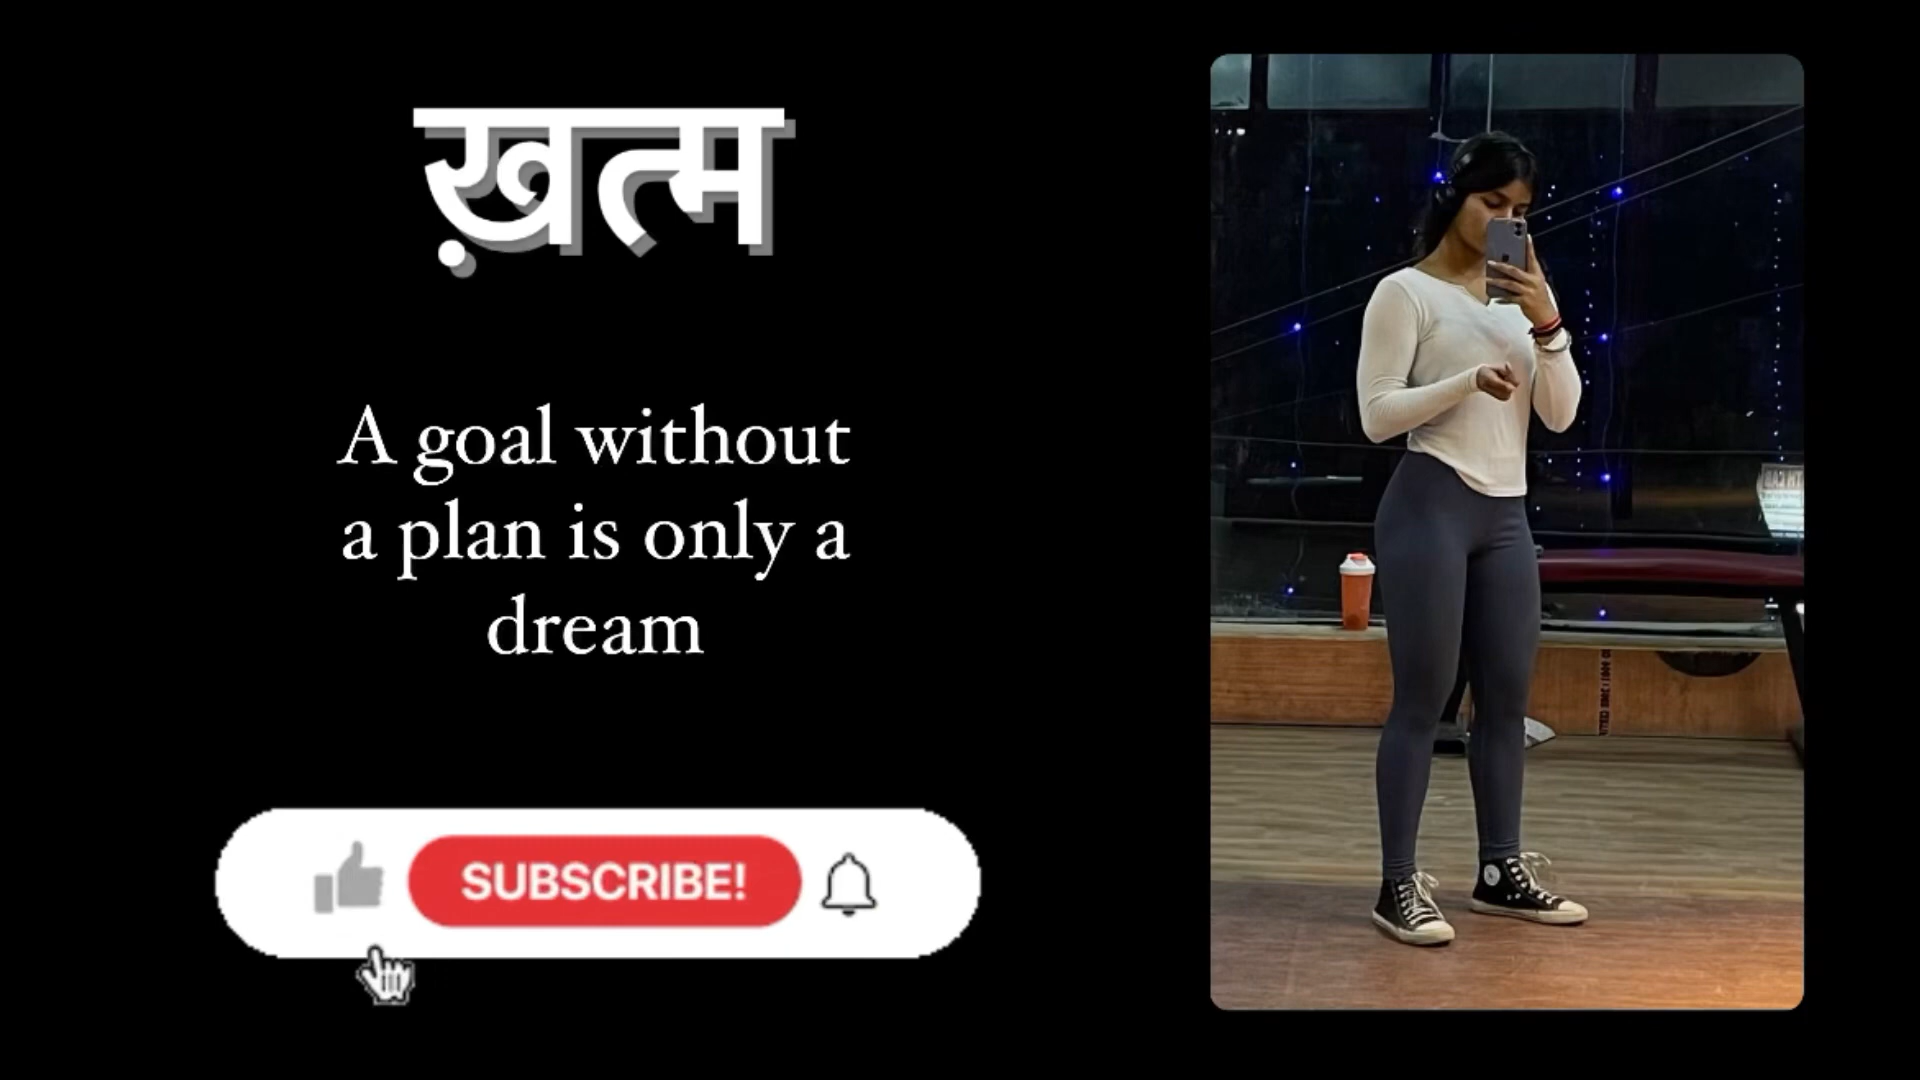 ख़त्म
A goal without
a plan is only a
dream
SUBSCRIBE!